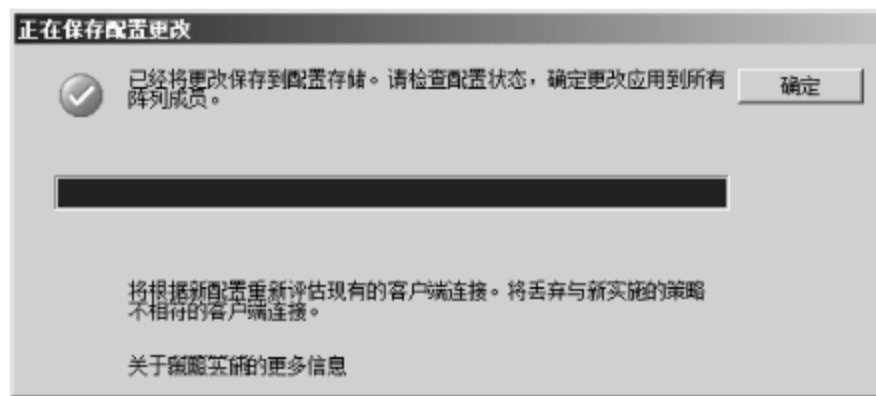 正在保存配置更改
已经将更改保存到配置存储。请检查配置状态，确定更改应用到所有
阵列成员。
确定
将根据新配置重新评估现有的客户端连接。将丢弃与新实施的策略
不相符的客户端连接。
关于策略实施的更多信息